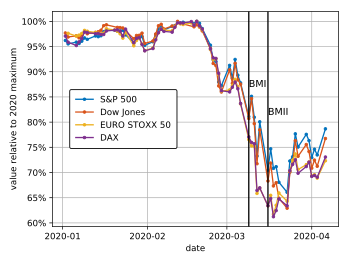 100%
95%
90%
85%
80%
75%
70%
65%
60%
value relative to 2020 maximum
BMI
BMII
S&P 500
Dow Jones
EURO STOXX 50
DAX
2020-01 2020-02 2020-03 2020-04
date